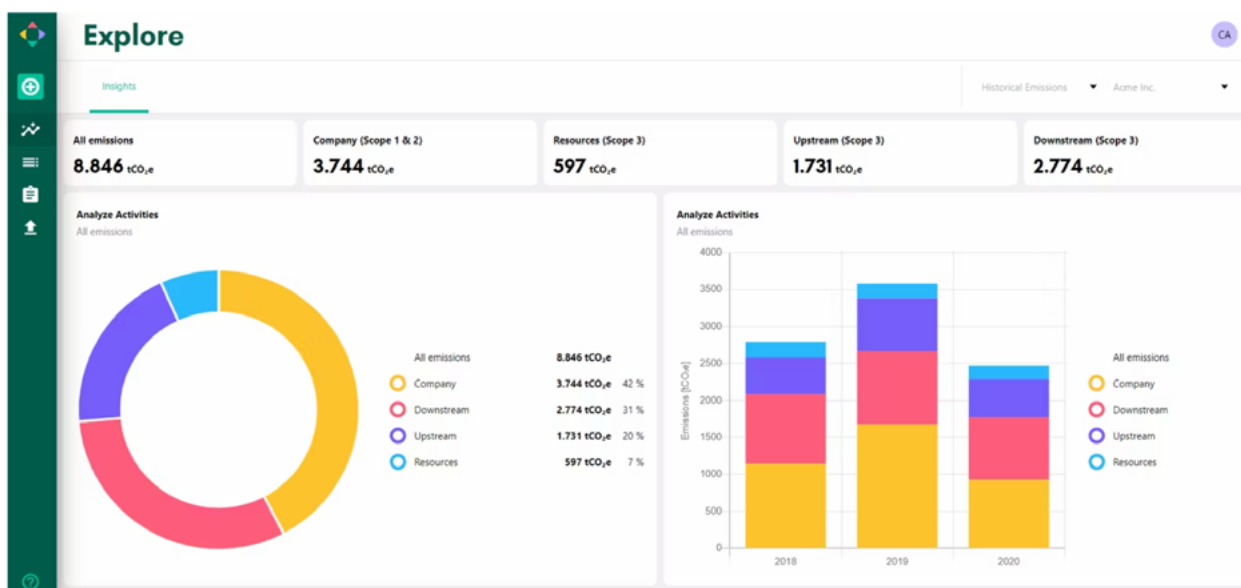 Explore
CA
Insights
Historical Emissions
Acme Inc.
All emissions
8.846 tCO₂e
Company (Scope 1 & 2)
3.744 tCO₂e
Resources (Scope 3)
597 tCO₂e
Upstream (Scope 3)
1.731 tCO₂e
Downstream (Scope 3)
2.774 tCO₂e
Analyze Activities
All emissions
All emissions 8.846 tCO₂e
Company 3.744 tCO₂e 42 %
Downstream 2.774 tCO₂e 31 %
Upstream 1.731 tCO₂e 20 %
Resources 597 tCO₂e 7 %
Analyze Activities
All emissions
Emissions [tCO₂e]
4000
3500
3000
2500
2000
1500
1000
500
0
2018 2019 2020
All emissions
Company
Downstream
Upstream
Resources
?